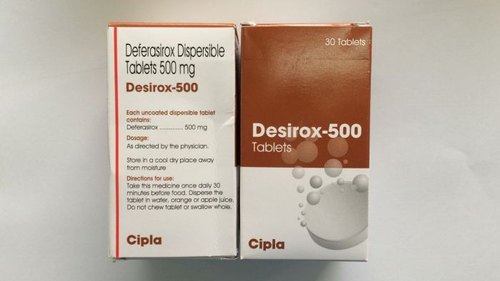 Deferasirox Dispersible
Tablets 500 mg
Desirox-500
Each uncoated dispersible tablet
contains:
Deferasirox ............. 500 mg
Dosage:
As directed by the physician.
Store in a cool dry place away
from moisture
Directions for use:
Take this medicine once daily 30
minutes before food. Disperse the
tablet in water, orange or apple juice.
Do not chew tablet or swallow whole.
Cipla
30 Tablets
Desirox-500
Tablets
Cipla